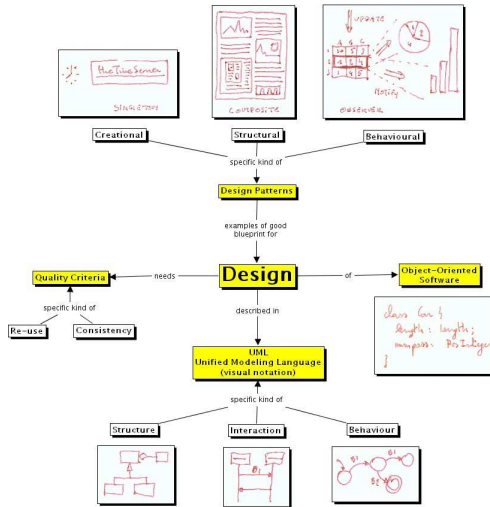 UPDATE
A B C
SINGLETON
COMPOSITE
NOTIFY
OBSERVER
Creational
Structural
Behavioural
specific kind of
Design Patterns
examples of good
blueprint for
Quality Criteria
needs
Design
of
Object-Oriented
Software
specific kind of
described in
Re-use
Consistency
class Car {
length : length;
}
UML
Unified Modeling Language
(visual notation)
specific kind of
Structure
Interaction
Behaviour